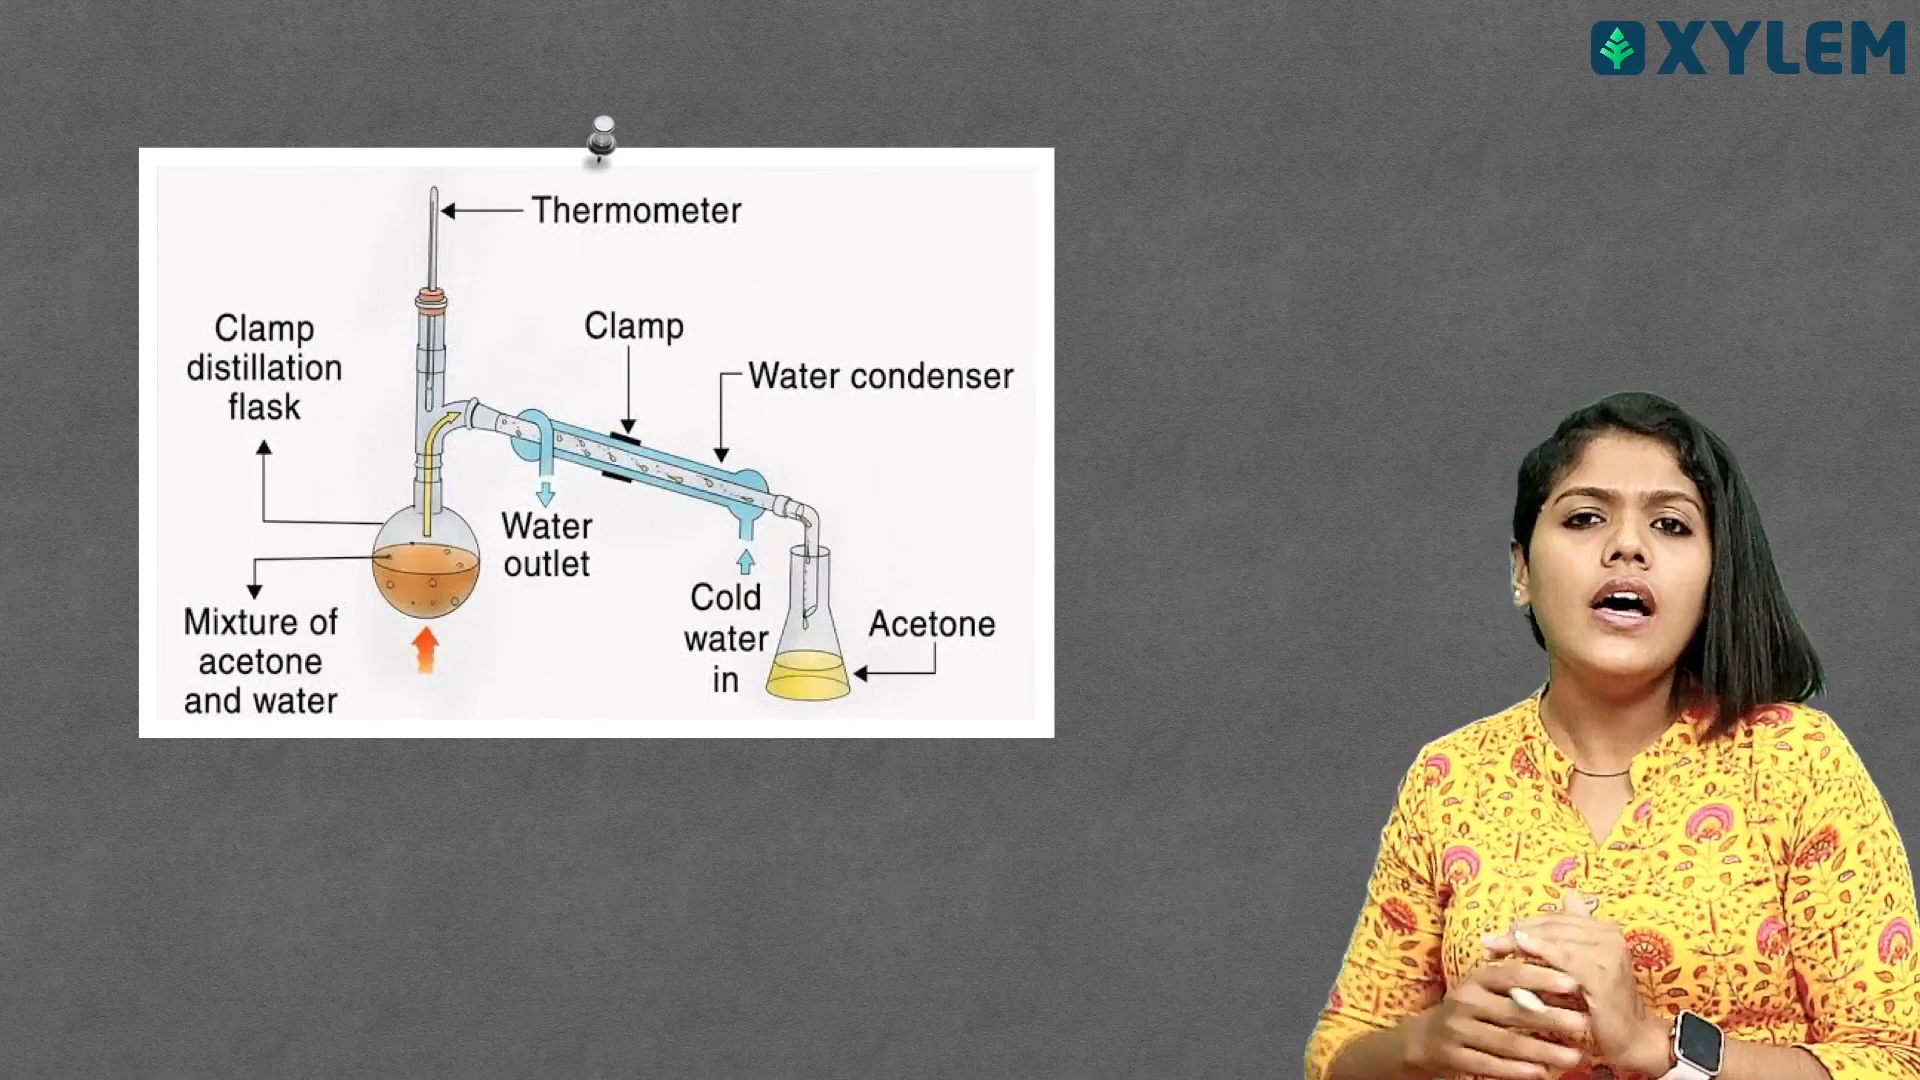 XYLEM
Thermometer
Clamp
distillation
flask
Clamp
Water condenser
Water
outlet
Cold
water
in
Acetone
Mixture of
acetone
and water